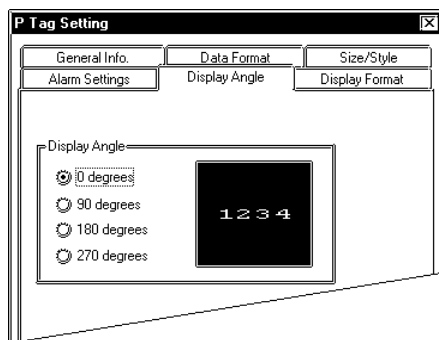 P Tag Setting
General Info. Data Format Size/Style
Alarm Settings Display Angle Display Format
Display Angle
0 degrees
90 degrees
180 degrees
270 degrees
1234